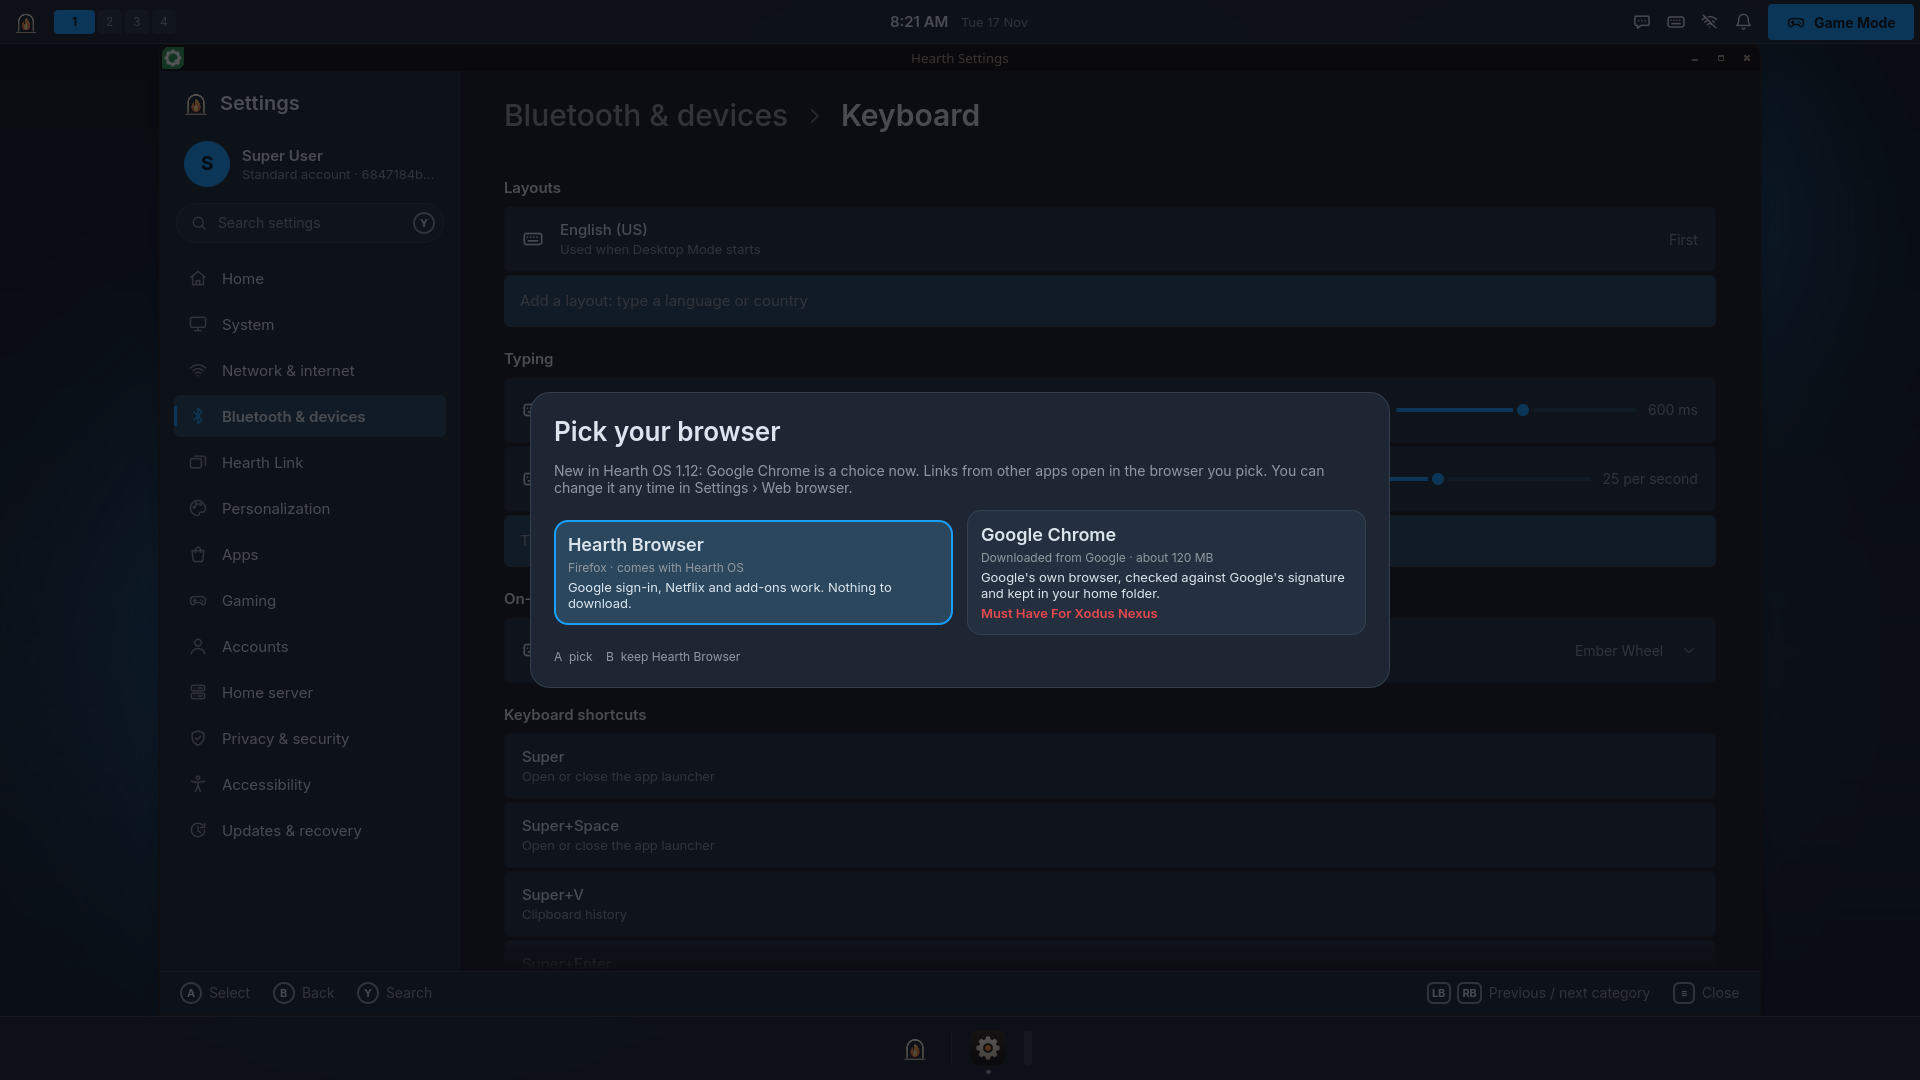 1 2 3 4
8:21 AM Tue 17 Nov
Game Mode
Hearth Settings
Settings
S
Super User
Standard account · 6847184b...
Search settings Y
Home
System
Network & internet
Bluetooth & devices
Hearth Link
Personalization
Apps
Gaming
Accounts
Home server
Privacy & security
Accessibility
Updates & recovery
Bluetooth & devices › Keyboard
Layouts
English (US)
Used when Desktop Mode starts
First
Add a layout: type a language or country
Typing
600 ms
25 per second
T
On-
Ember Wheel
Pick your browser
New in Hearth OS 1.12: Google Chrome is a choice now. Links from other apps open in the browser you pick. You can
change it any time in Settings › Web browser.
Hearth Browser
Firefox · comes with Hearth OS
Google sign-in, Netflix and add-ons work. Nothing to
download.
Google Chrome
Downloaded from Google · about 120 MB
Google's own browser, checked against Google's signature
and kept in your home folder.
Must Have For Xodus Nexus
A pick B keep Hearth Browser
Keyboard shortcuts
Super
Open or close the app launcher
Super+Space
Open or close the app launcher
Super+V
Clipboard history
Super+Enter
A Select B Back Y Search
LB RB Previous / next category ≡ Close